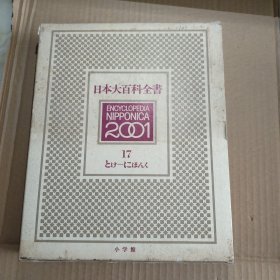 日本大百科全書
ENCYCLOPEDIA
NIPPONICA
2001
17
とけーにほんく
小学館